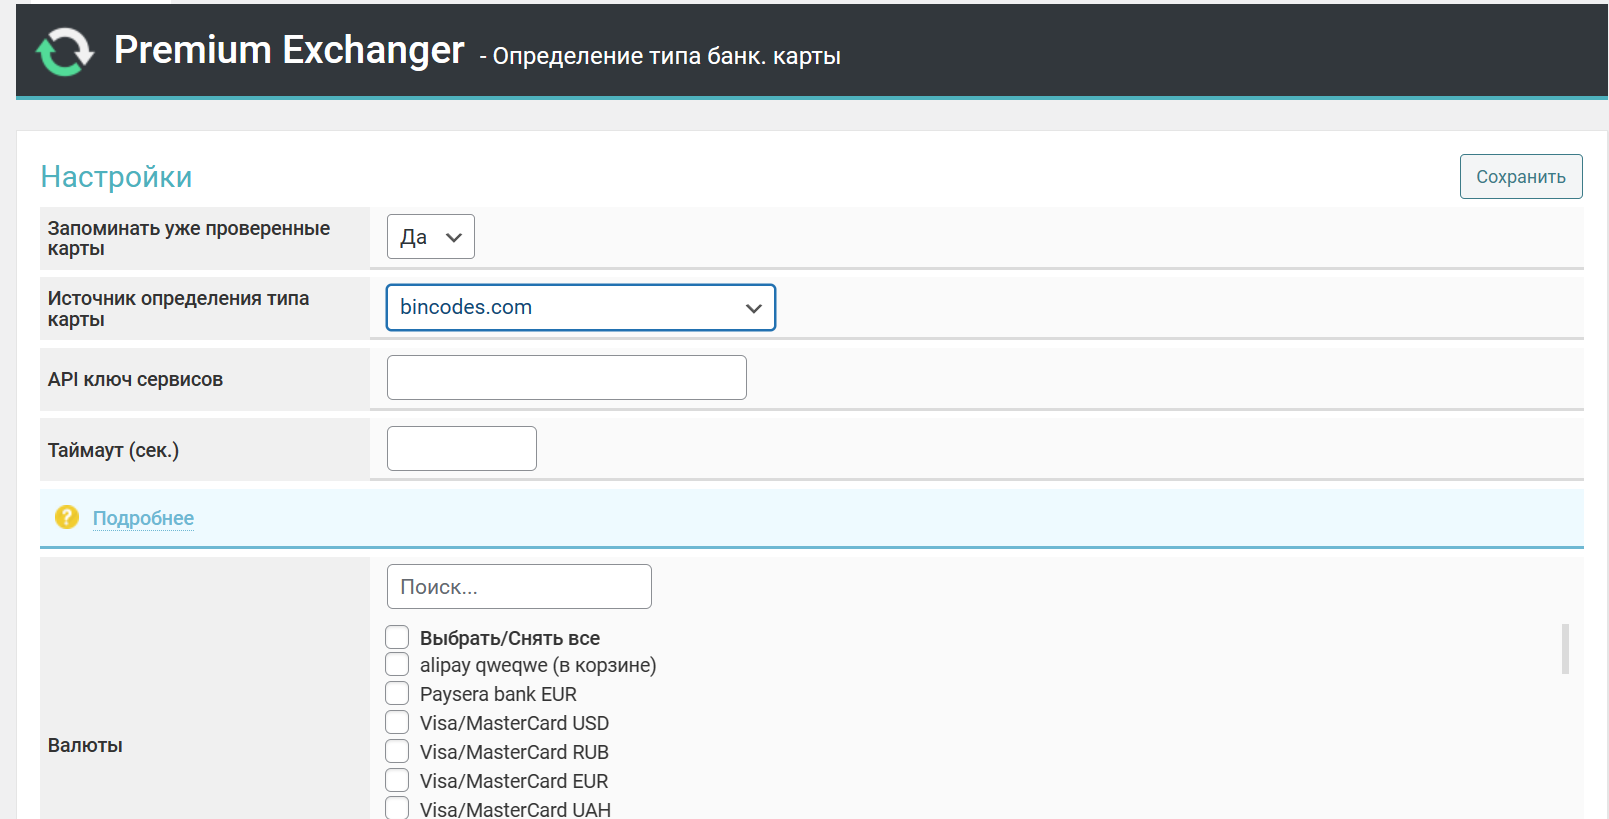 Premium Exchanger - Определение типа банк. карты
Настройки
Сохранить
Запоминать уже проверенные
карты
Да
Источник определения типа
карты
bincodes.com
API ключ сервисов
Таймаут (сек.)
?
Подробнее
Валюты
Поиск...
Выбрать/Снять все
alipay qweqwe (в корзине)
Paysera bank EUR
Visa/MasterCard USD
Visa/MasterCard RUB
Visa/MasterCard EUR
Visa/MasterCard UAH